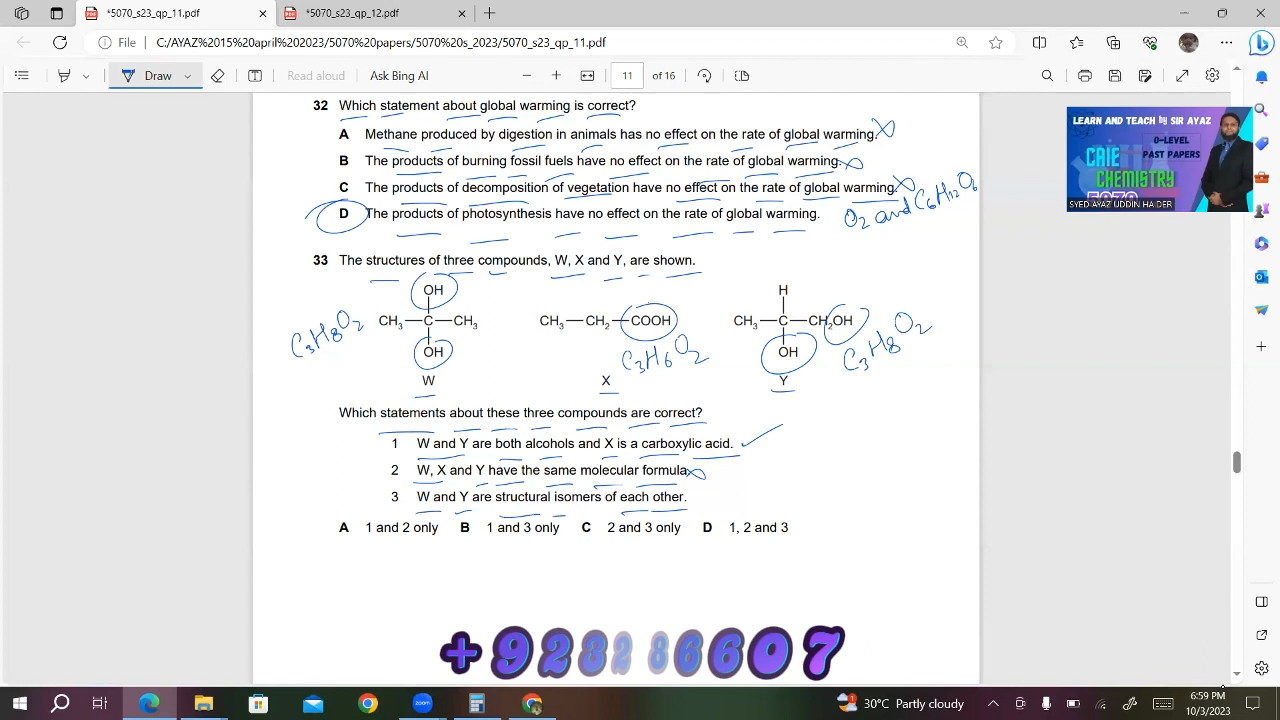 *5070_s23_qp_11.pdf
*5070_s23_qp_12.pdf
File
C:/AYAZ%2015%20april%202023/5070%20papers/5070%20s_2023/5070_s23_qp_11.pdf
Draw
Read aloud
Ask Bing AI
11 of 16
32 Which statement about global warming is correct?
A Methane produced by digestion in animals has no effect on the rate of global warming.
B The products of burning fossil fuels have no effect on the rate of global warming.
C The products of decomposition of vegetation have no effect on the rate of global warming.
D The products of photosynthesis have no effect on the rate of global warming.
O2 and C6H12O6
LEARN AND TEACH by SIR AYAZ
O-LEVEL
PAST PAPERS
CAIE
CHEMISTRY
5070
SYED AYAZ UDDIN HAIDER
33 The structures of three compounds, W, X and Y, are shown.
OH
H
CH3—C—CH3
CH3—CH2—COOH
CH3—C—CH2OH
OH
OH
C3H8O2
C3H6O2
C3H8O2
W
X
Y
Which statements about these three compounds are correct?
1 W and Y are both alcohols and X is a carboxylic acid.
2 W, X and Y have the same molecular formula.
3 W and Y are structural isomers of each other.
A 1 and 2 only B 1 and 3 only C 2 and 3 only D 1, 2 and 3
+9232 86607
30°C Partly cloudy
6:59 PM
10/3/2023